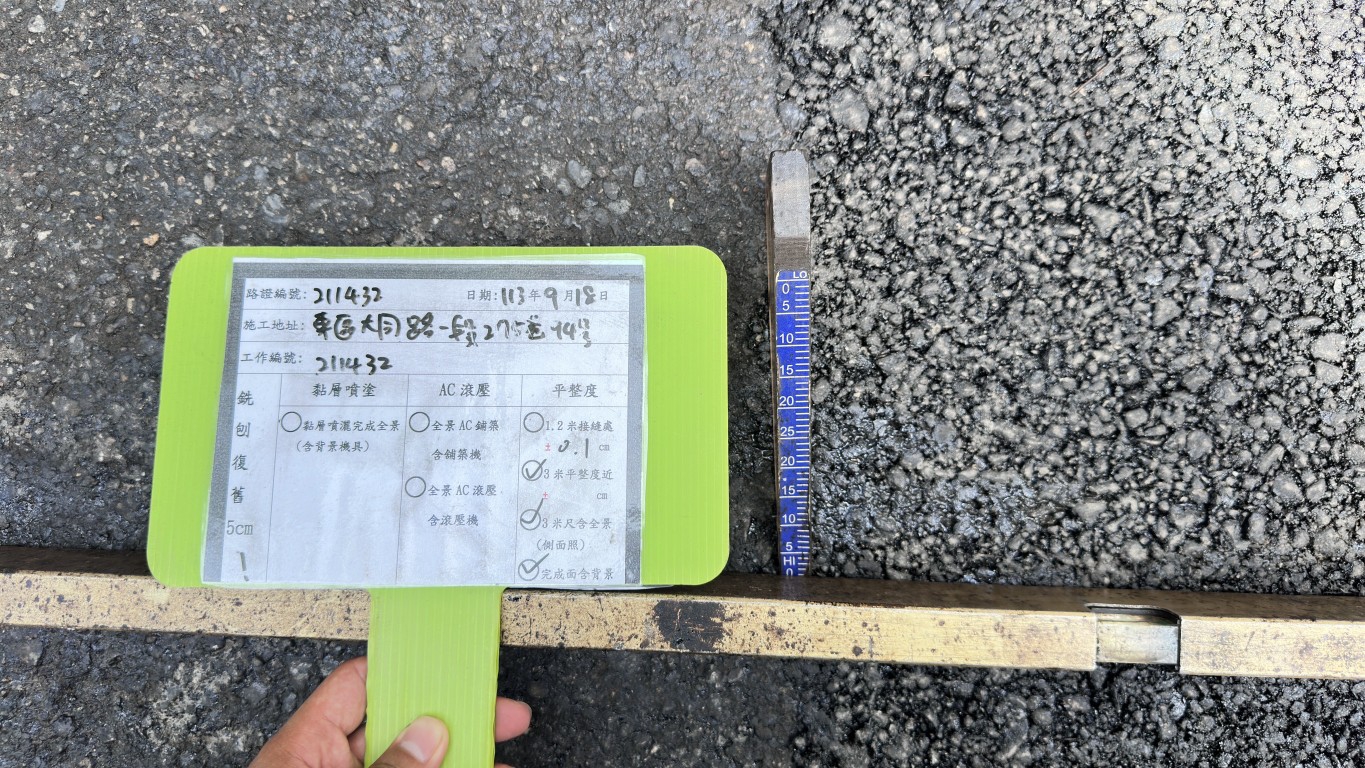 路證編號: 211432 日期: 113年9月18日
施工地址: 東區大同路一段275巷14號
工作編號: 211432
銑刨復舊5cm!
黏層噴塗 AC滾壓 平整度
黏層噴灑完成全景
(含背景機具)
全景AC鋪築
含鋪築機
全景AC滾壓
含滾壓機
1.2米接縫處
± 0.1 cm
3米平整度近
± cm
3米尺含全景
(側面照)
完成面含背景
LO
0
5
10
15
20
25
20
15
10
5
HI
0